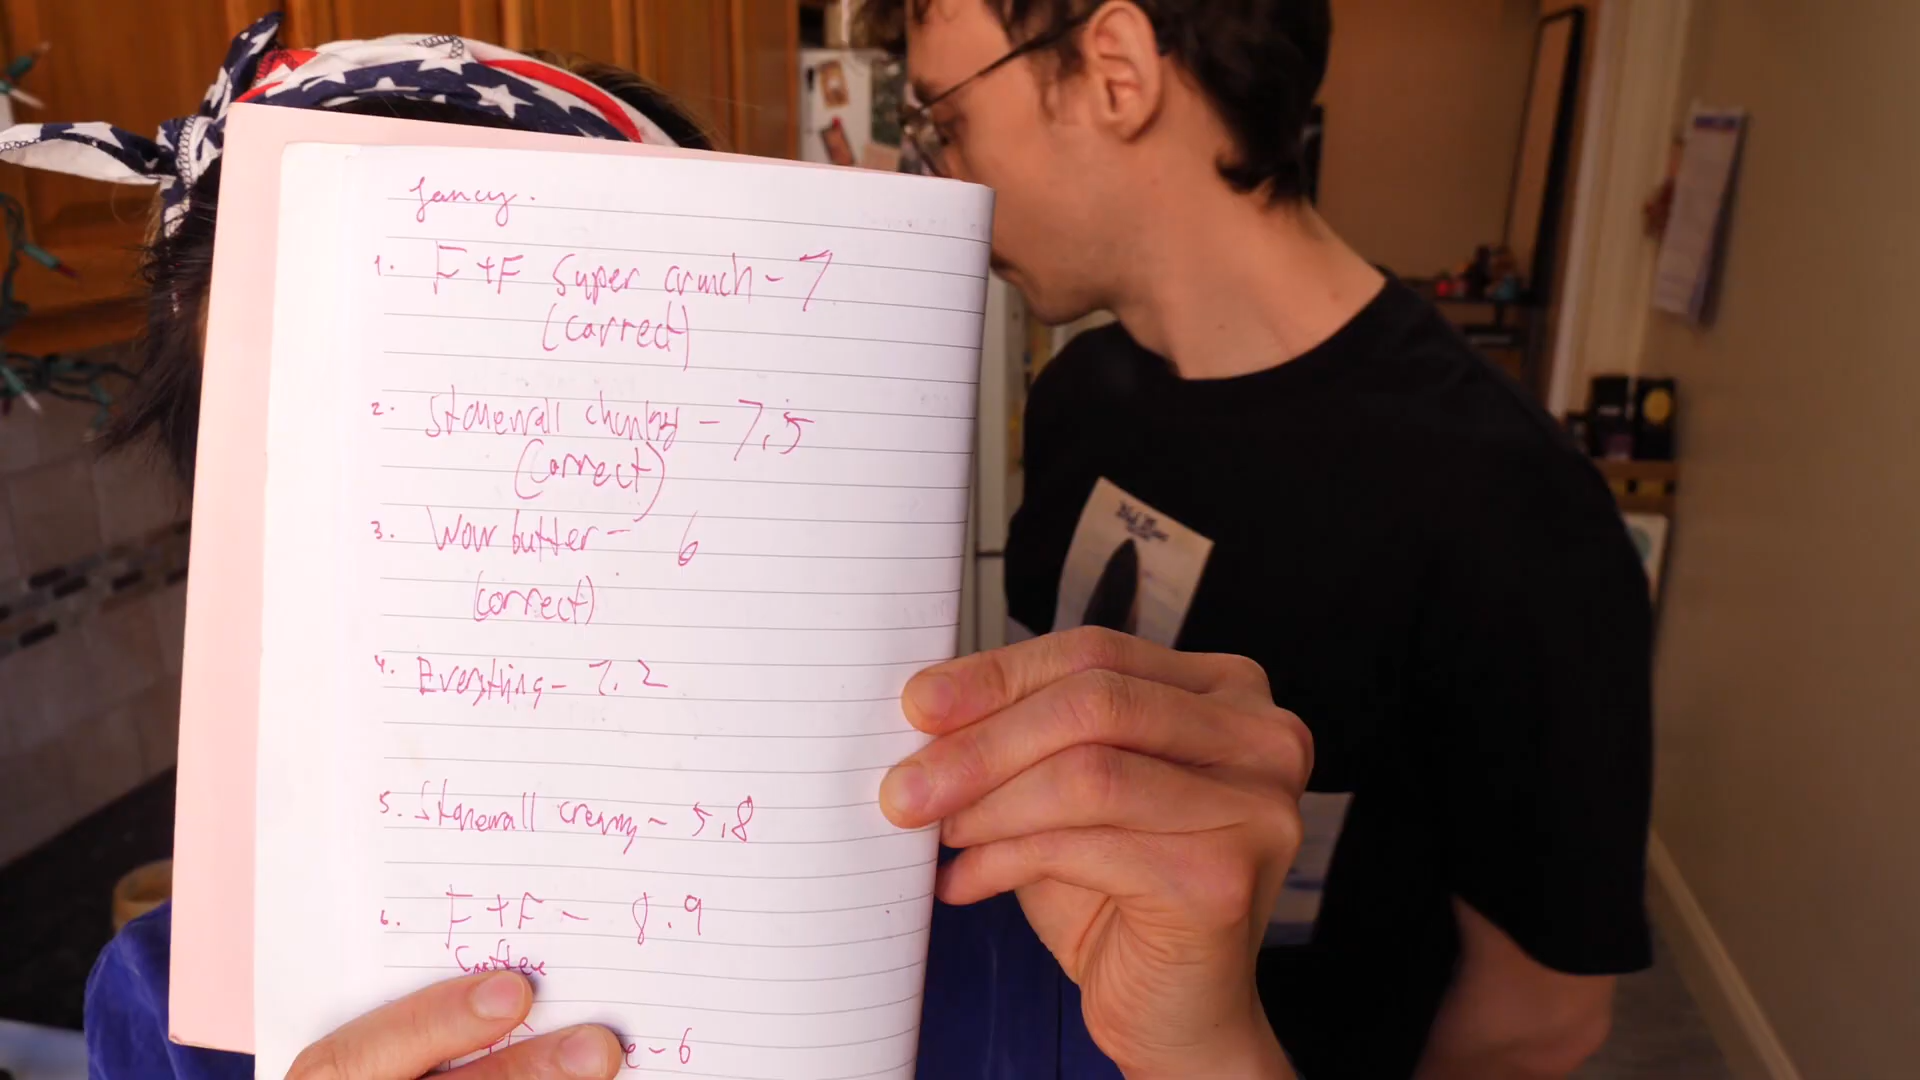 fancy.
1. F+F Super crunch - 7
(correct)
2. Stonewall chunky - 7.5
(correct)
3. Wow butter - 6
(correct)
4. Everything - 7.2
5. Stonewall creamy - 5.8
6. F+F - 8.9
Coffee
e - 6